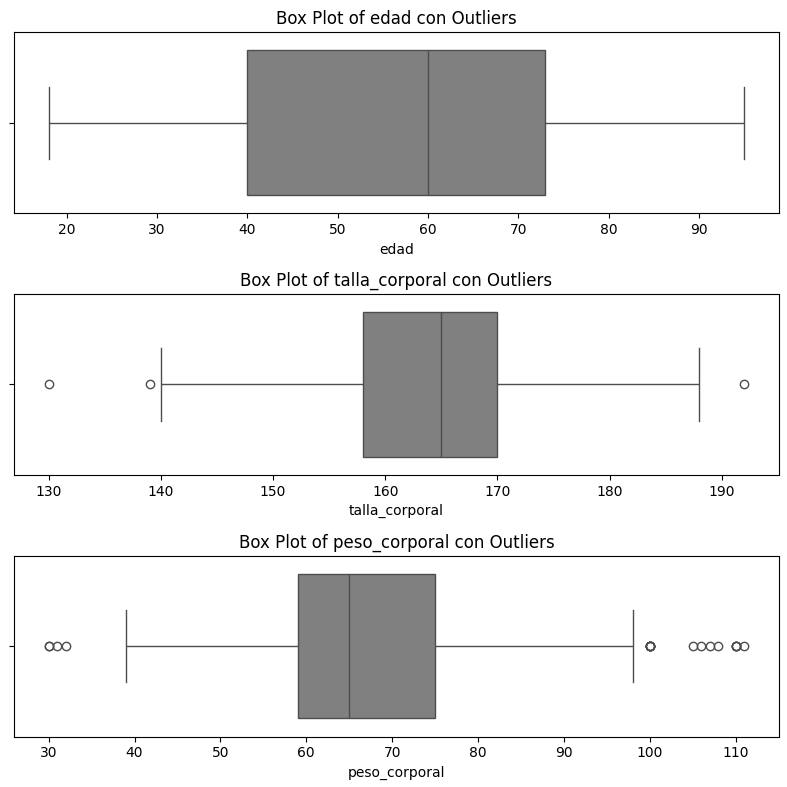 Box Plot of edad con Outliers
20 30 40 50 60 70 80 90
edad
Box Plot of talla_corporal con Outliers
130 140 150 160 170 180 190
talla_corporal
Box Plot of peso_corporal con Outliers
30 40 50 60 70 80 90 100 110
peso_corporal